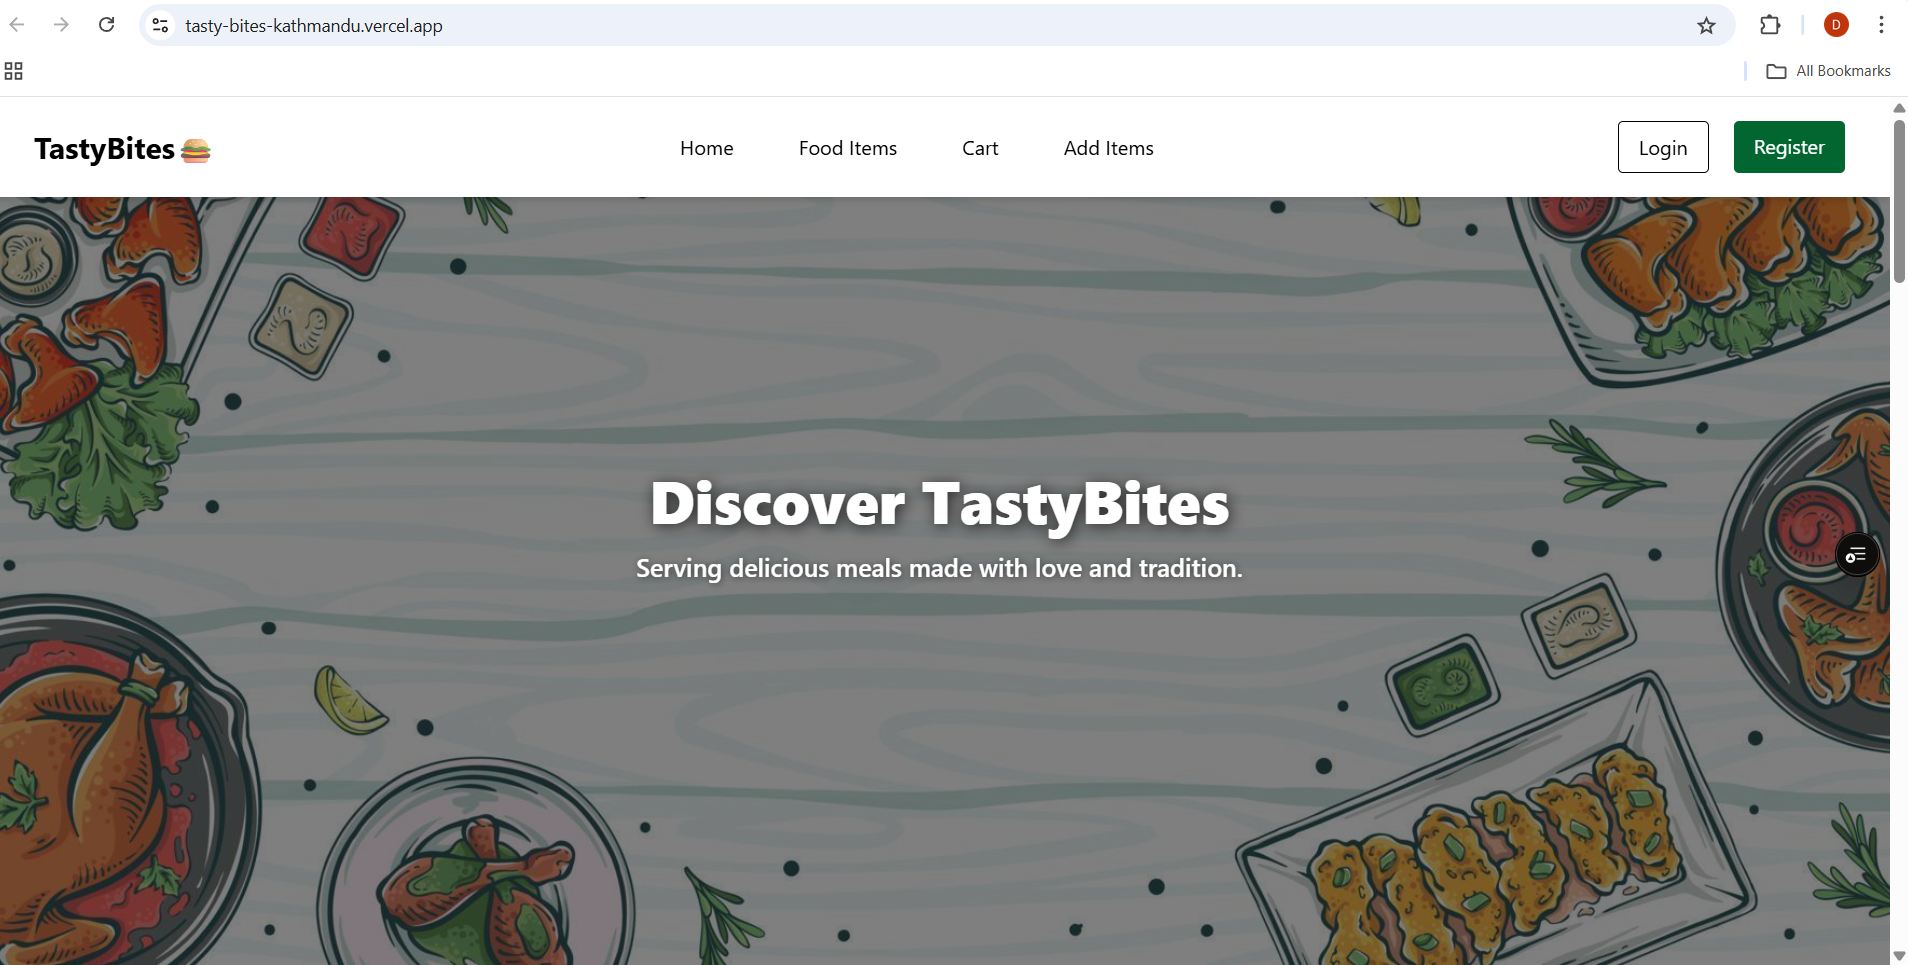 tasty-bites-kathmandu.vercel.app
D
All Bookmarks
TastyBites
Home Food Items Cart Add Items
Login Register
Discover TastyBites
Serving delicious meals made with love and tradition.